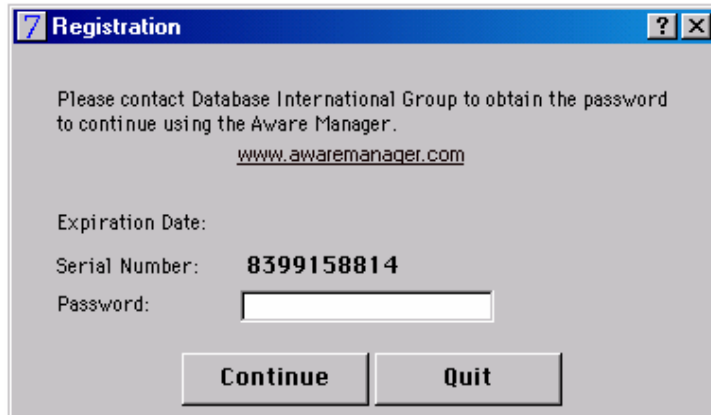 7 Registration ? X
Please contact Database International Group to obtain the password
to continue using the Aware Manager.
www.awaremanager.com
Expiration Date:
Serial Number: 8399158814
Password:
Continue Quit